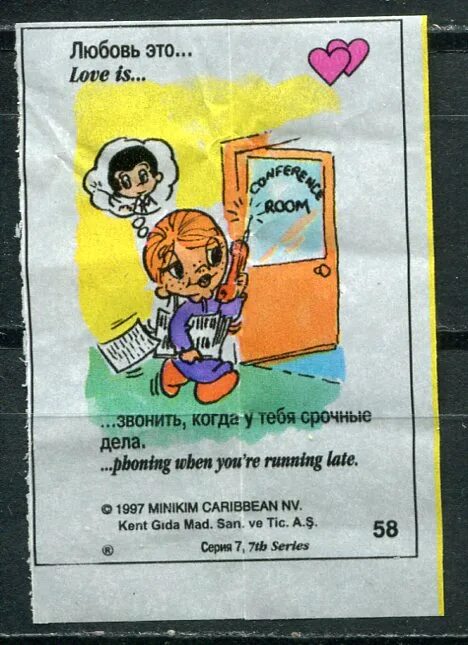 Любовь это...
Love is...
CONFERENCE
ROOM
...звонить, когда у тебя срочные
дела.
...phoning when you're running late.
© 1997 MINIKIM CARIBBEAN NV.
Kent Gıda Mad. San. ve Tic. A.Ş.
58
® Серия 7, 7th Series